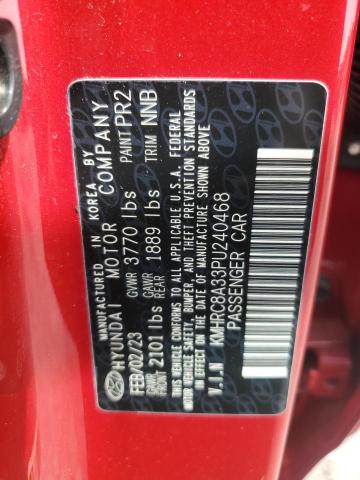 MANUFACTURED IN KOREA BY
HYUNDAI MOTOR COMPANY
FEB/02/23 GVWR 3770 lbs PAINT PR2
GAWR FRONT 2101 lbs GAWR REAR 1889 lbs TRIM NNB
THIS VEHICLE CONFORMS TO ALL APPLICABLE U.S.A. FEDERAL
MOTOR VEHICLE SAFETY, BUMPER, AND THEFT PREVENTION
STANDARDS IN EFFECT ON THE DATE OF MANUFACTURE SHOWN ABOVE
V.I.N KMHRC8A33PU240468
PASSENGER CAR